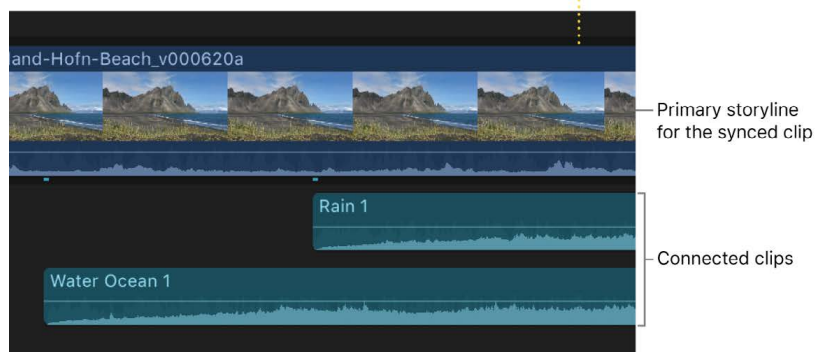 land-Hofn-Beach_v000620a
Primary storyline
for the synced clip
Rain 1
Connected clips
Water Ocean 1